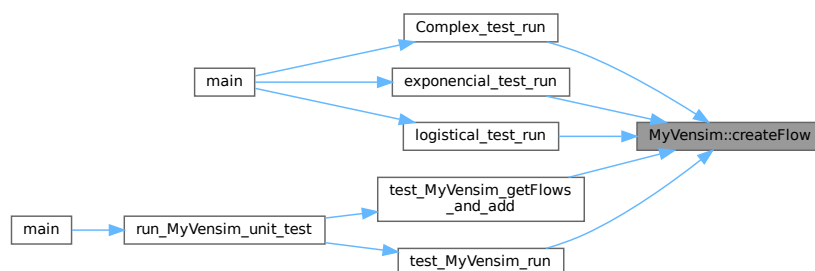 Complex_test_run
main
exponencial_test_run
logistical_test_run
MyVensim::createFlow
test_MyVensim_getFlows
_and_add
main
run_MyVensim_unit_test
test_MyVensim_run